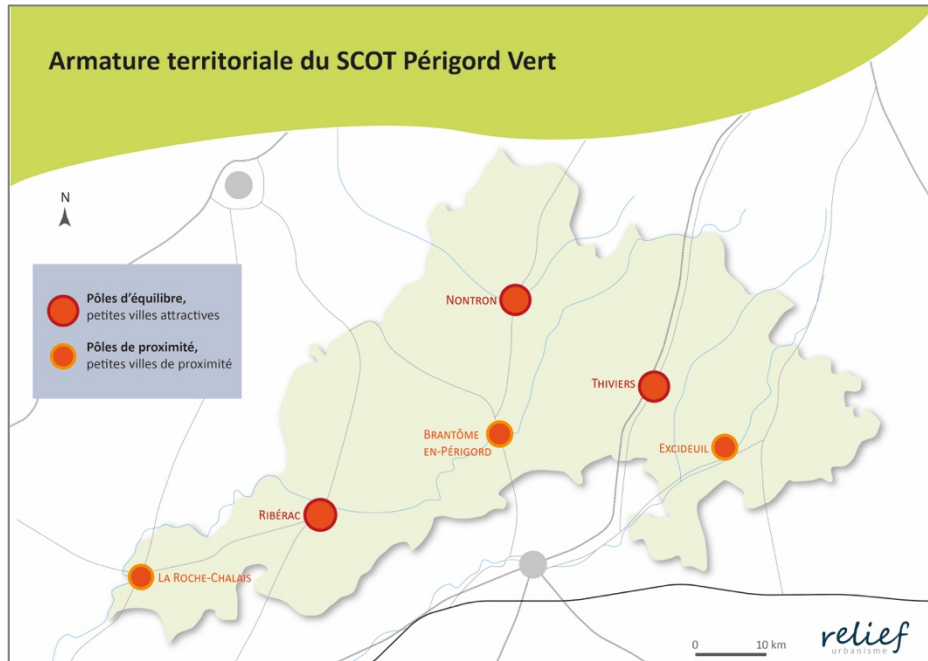 Armature territoriale du SCOT Périgord Vert
N
Pôles d'équilibre,
petites villes attractives
Pôles de proximité,
petites villes de proximité
NONTRON
THIVIERS
BRANTÔME
EN-PÉRIGORD
EXCIDEUIL
RIBÉRAC
LA ROCHE-CHALAIS
0 10 km
relief
urbanisme